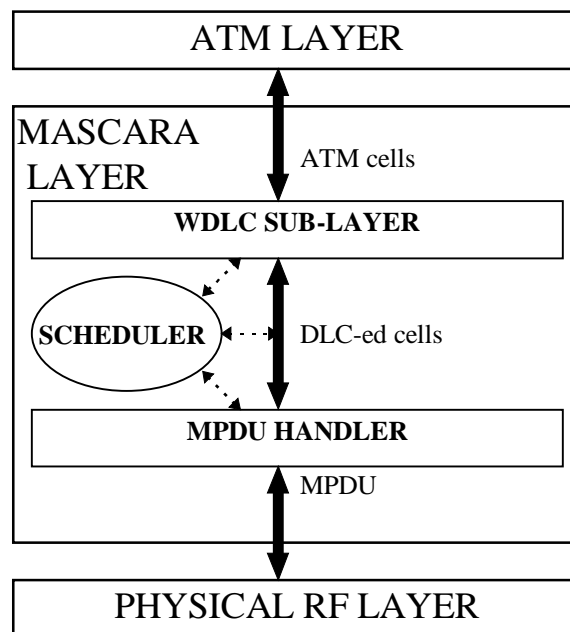 ATM LAYER
MASCARA
LAYER
ATM cells
WDLC SUB-LAYER
SCHEDULER
DLC-ed cells
MPDU HANDLER
MPDU
PHYSICAL RF LAYER